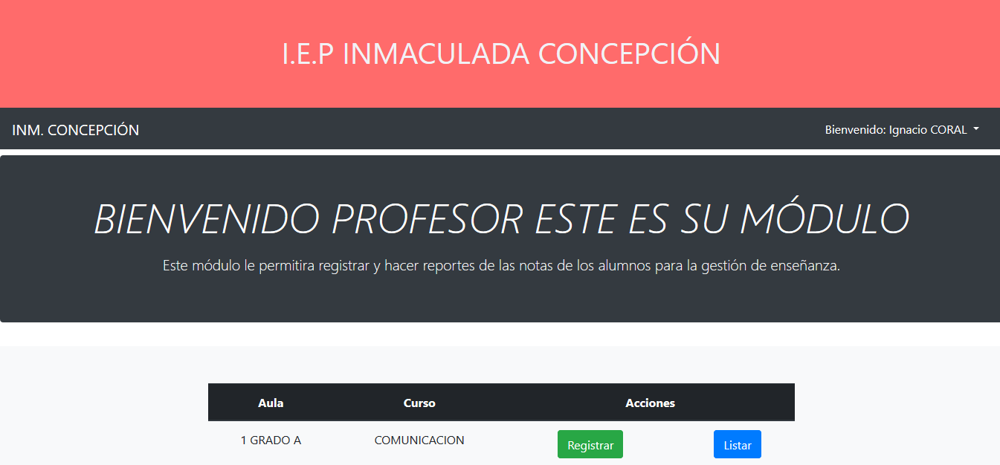 I.E.P INMACULADA CONCEPCIÓN
INM. CONCEPCIÓN Bienvenido: Ignacio CORAL
BIENVENIDO PROFESOR ESTE ES SU MÓDULO
Este módulo le permitira registrar y hacer reportes de las notas de los alumnos para la gestión de enseñanza.
Aula Curso Acciones
1 GRADO A COMUNICACION Registrar Listar